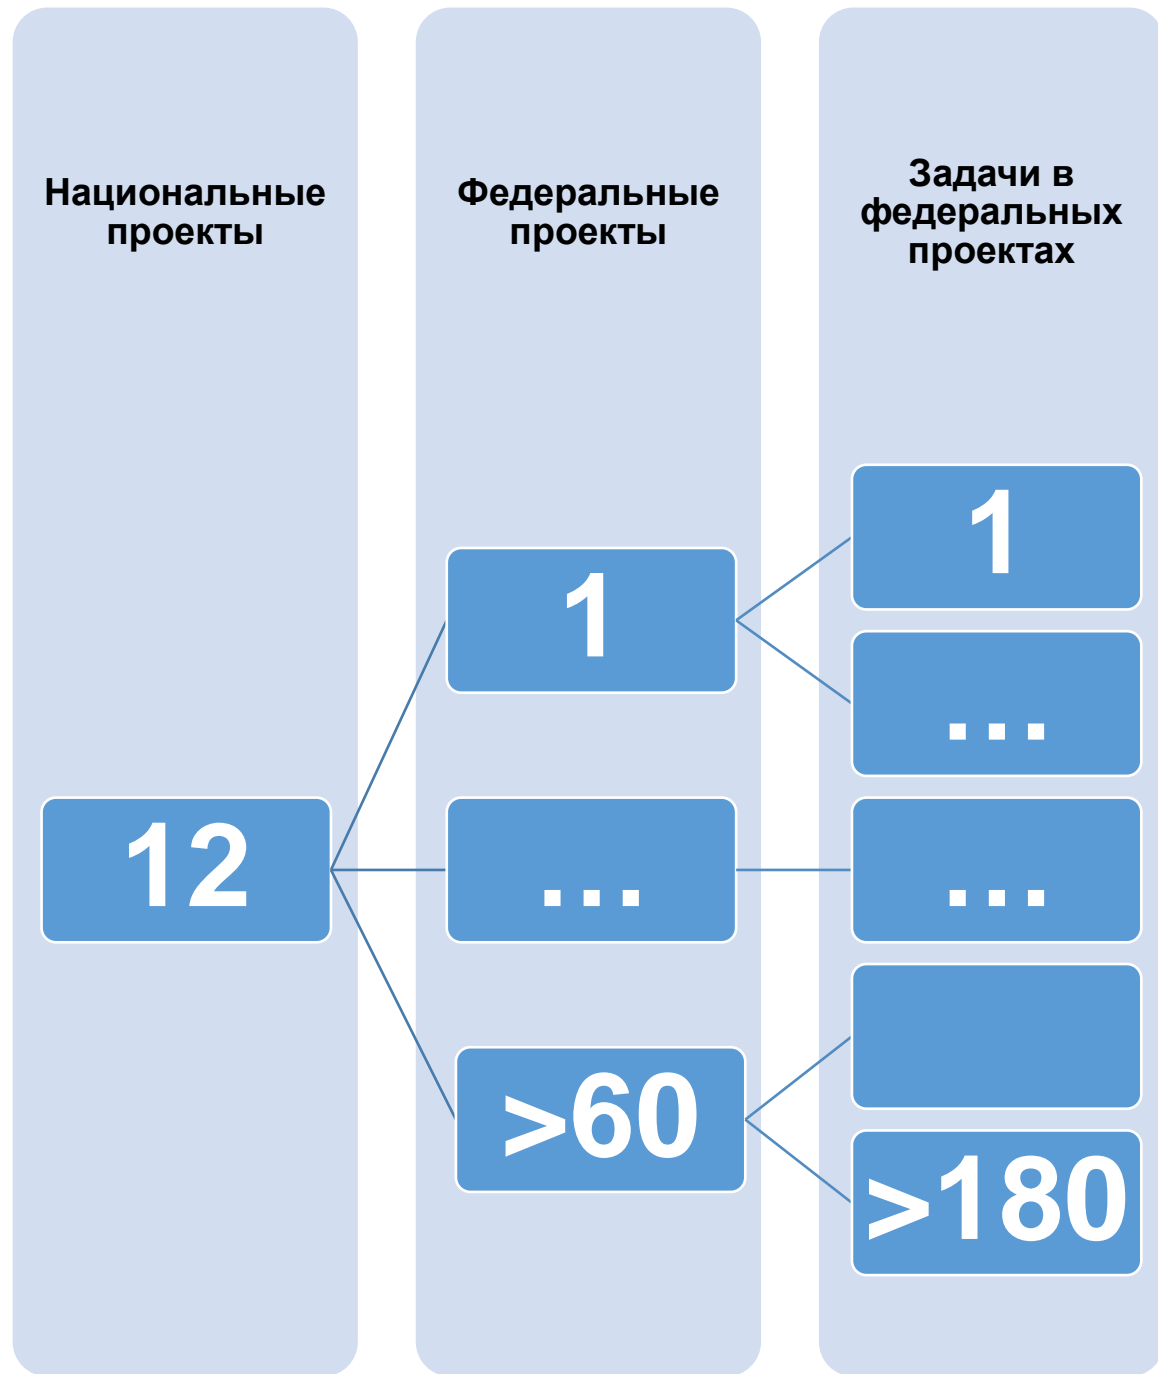 Национальные
проекты
Федеральные
проекты
Задачи в
федеральных
проектах
12
1
...
>60
1
...
...
>180